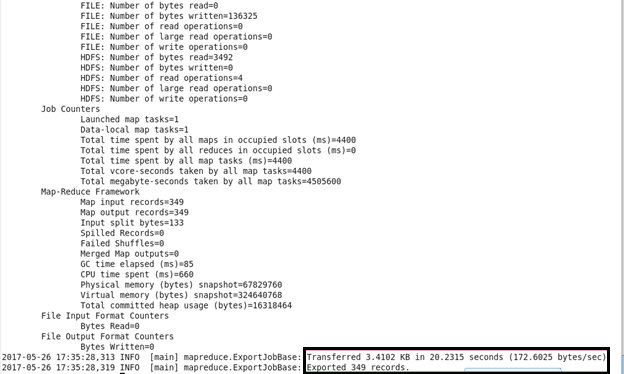 FILE: Number of bytes read=0
FILE: Number of bytes written=136325
FILE: Number of read operations=0
FILE: Number of large read operations=0
FILE: Number of write operations=0
HDFS: Number of bytes read=3492
HDFS: Number of bytes written=0
HDFS: Number of read operations=4
HDFS: Number of large read operations=0
HDFS: Number of write operations=0
Job Counters
Launched map tasks=1
Data-local map tasks=1
Total time spent by all maps in occupied slots (ms)=4400
Total time spent by all reduces in occupied slots (ms)=0
Total time spent by all map tasks (ms)=4400
Total vcore-seconds taken by all map tasks=4400
Total megabyte-seconds taken by all map tasks=4505600
Map-Reduce Framework
Map input records=349
Map output records=349
Input split bytes=133
Spilled Records=0
Failed Shuffles=0
Merged Map outputs=0
GC time elapsed (ms)=85
CPU time spent (ms)=660
Physical memory (bytes) snapshot=67829760
Virtual memory (bytes) snapshot=324640768
Total committed heap usage (bytes)=16318464
File Input Format Counters
Bytes Read=0
File Output Format Counters
Bytes Written=0
2017-05-26 17:35:28,313 INFO  [main] mapreduce.ExportJobBase: Transferred 3.4102 KB in 20.2315 seconds (172.6025 bytes/sec)
2017-05-26 17:35:28,319 INFO  [main] mapreduce.ExportJobBase: Exported 349 records.